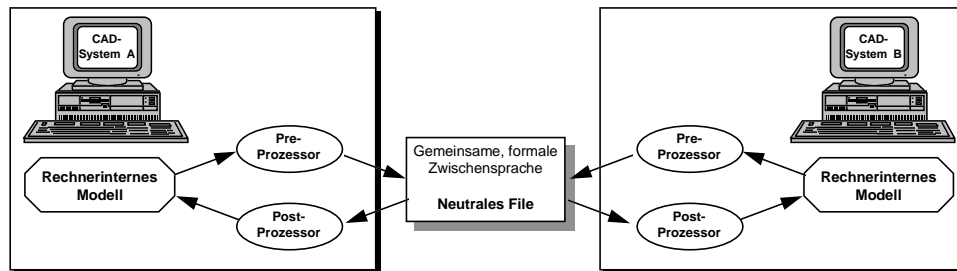 CAD-
System A
Pre-
Prozessor
Rechnerinternes
Modell
Post-
Prozessor
Gemeinsame, formale
Zwischensprache
Neutrales File
CAD-
System B
Pre-
Prozessor
Rechnerinternes
Modell
Post-
Prozessor